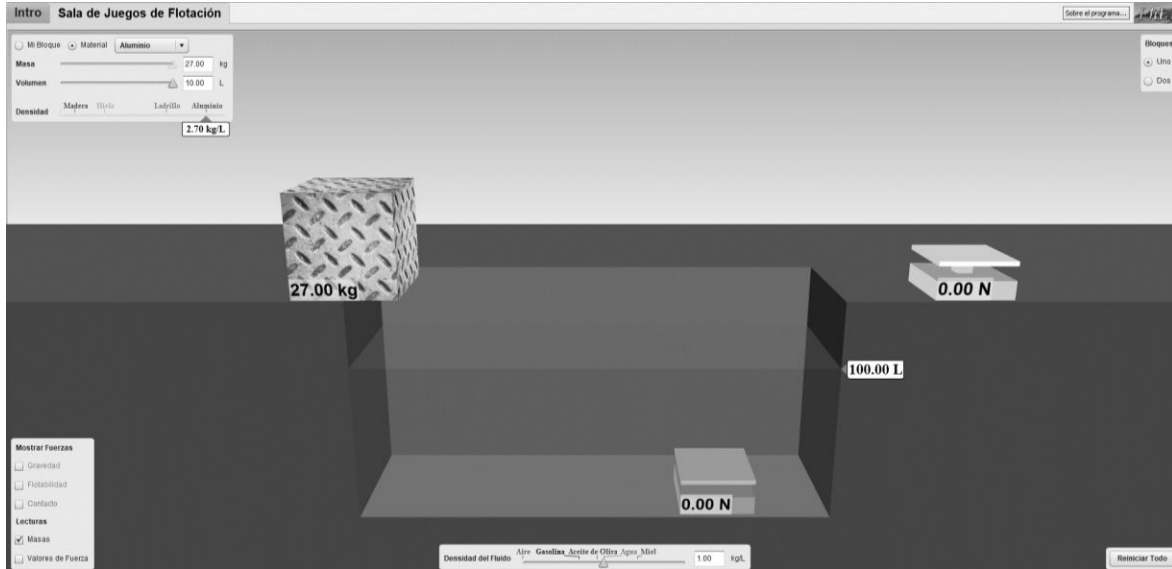 Intro Sala de Juegos de Flotación
Sobre el programa...
Mi Bloque Material Aluminio
Masa 27.00 kg
Volumen 10.00 L
Densidad Madera Hielo Ladrillo Aluminio
2.70 kg/L
Bloques
Uno
Dos
27.00 kg
0.00 N
100.00 L
0.00 N
Mostrar Fuerzas
Gravedad
Flotabilidad
Contacto
Lecturas
Masas
Valores de Fuerza
Densidad del Fluido Aire Gasolina Aceite de Oliva Agua Miel 1.00 kg/L
Reiniciar Todo